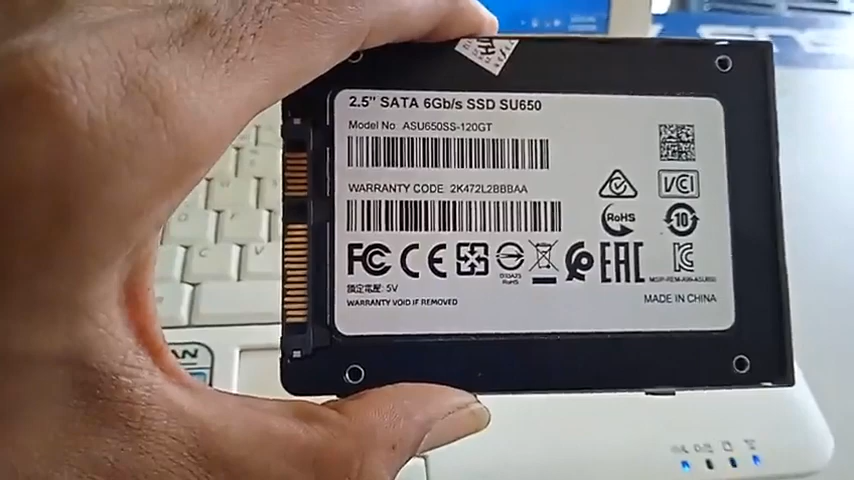 2.5" SATA 6Gb/s SSD SU650
Model No. ASU650SS-120GT
WARRANTY CODE 2K472L2BBBAA
FC CE
RoHS
VCI
10
EAC
額定電壓: 5V
WARRANTY VOID IF REMOVED
MADE IN CHINA